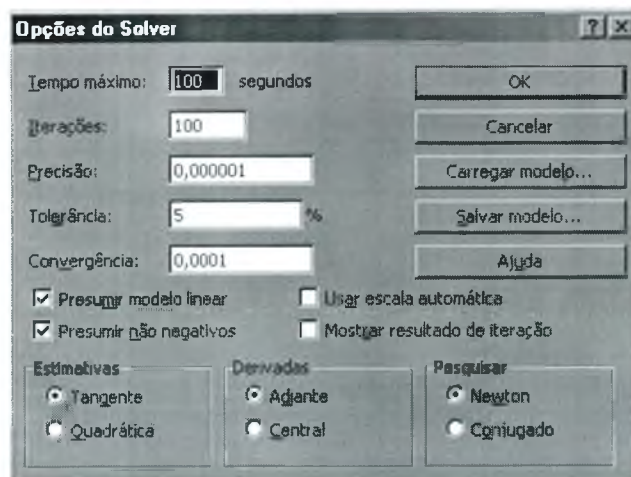 Opções do Solver
Tempo máximo: 100 segundos OK
Iterações: 100 Cancelar
Precisão: 0,000001 Carregar modelo...
Tolerância: 5 % Salvar modelo...
Convergência: 0,0001 Ajuda
Presumir modelo linear Usar escala automática
Presumir não negativos Mostrar resultado de iteração
Estimativas Derivadas Pesquisar
Tangente Adiante Newton
Quadrática Central Conjugado